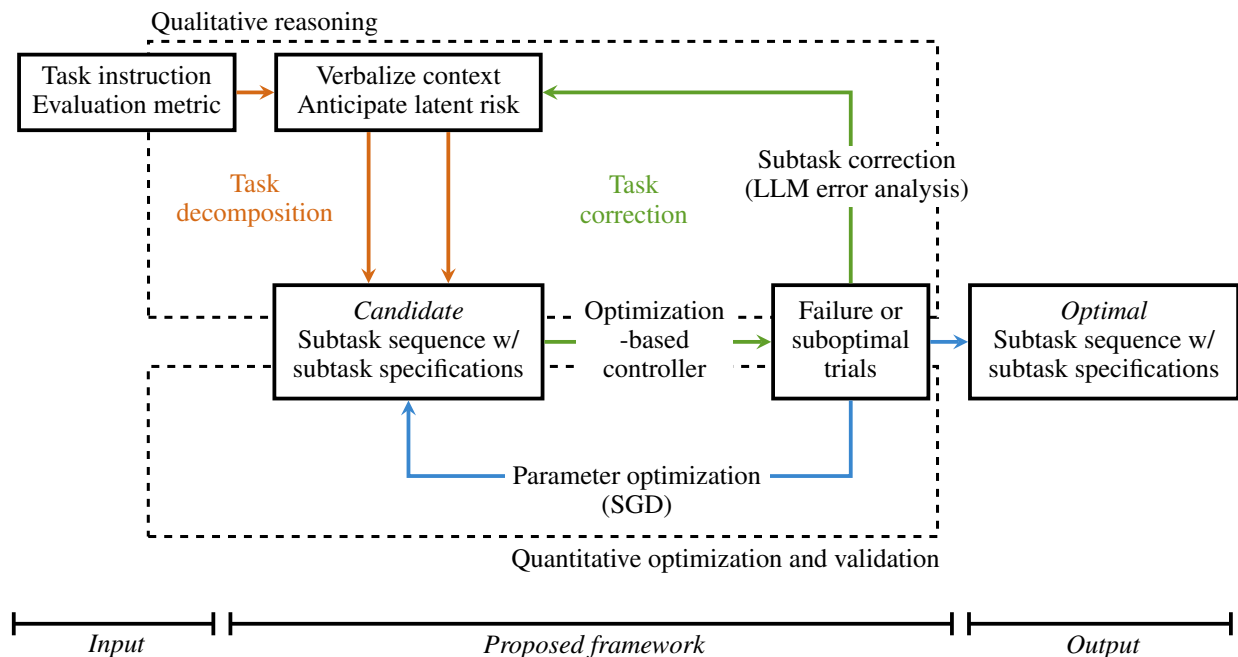 Qualitative reasoning
Task instruction
Evaluation metric
Verbalize context
Anticipate latent risk
Task
decomposition
Task
correction
Subtask correction
(LLM error analysis)
Candidate
Subtask sequence w/
subtask specifications
Optimization
-based
controller
Failure or
suboptimal
trials
Optimal
Subtask sequence w/
subtask specifications
Parameter optimization
(SGD)
Quantitative optimization and validation
Input
Proposed framework
Output